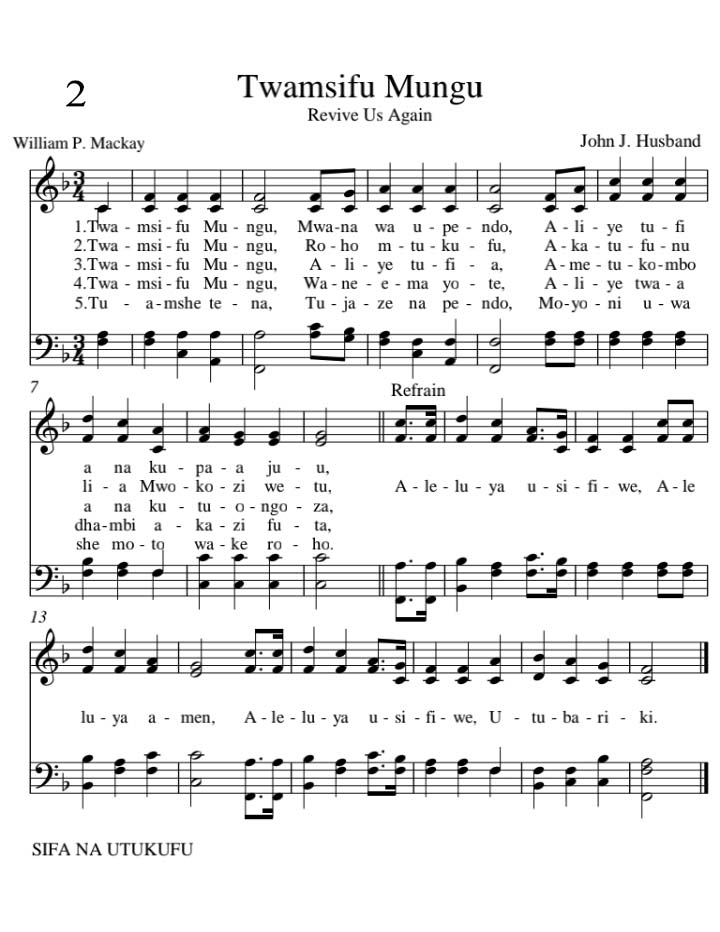 2
Twamsifu Mungu
Revive Us Again
William P. Mackay
John J. Husband
1.Twa - msi - fu Mu - ngu, Mwa-na wa u - pe - ndo, A - li - ye tu - fi
2.Twa - msi - fu Mu - ngu, Ro - ho m - tu - ku - fu, A - ka - tu - fu - nu
3.Twa - msi - fu Mu - ngu, A - li - ye tu - fi - a, A - me - tu - ko-mbo
4.Twa - msi - fu Mu - ngu, Wa - ne - e - ma yo - te, A - li - ye twa - a
5.Tu - a-mshe te - na, Tu - ja - ze na pe - ndo, Mo-yo - ni u - wa
7
Refrain
a na ku - pa - a ju - u,
li - a Mwo - ko - zi we - tu, A - le - lu - ya u - si - fi - we, A - le
a na ku - tu - o - ngo - za,
dha-mbi a - ka - zi fu - ta,
she mo - to wa - ke ro - ho.
13
lu - ya a - men, A - le - lu - ya u - si - fi - we, U - tu - ba - ri - ki.
SIFA NA UTUKUFU